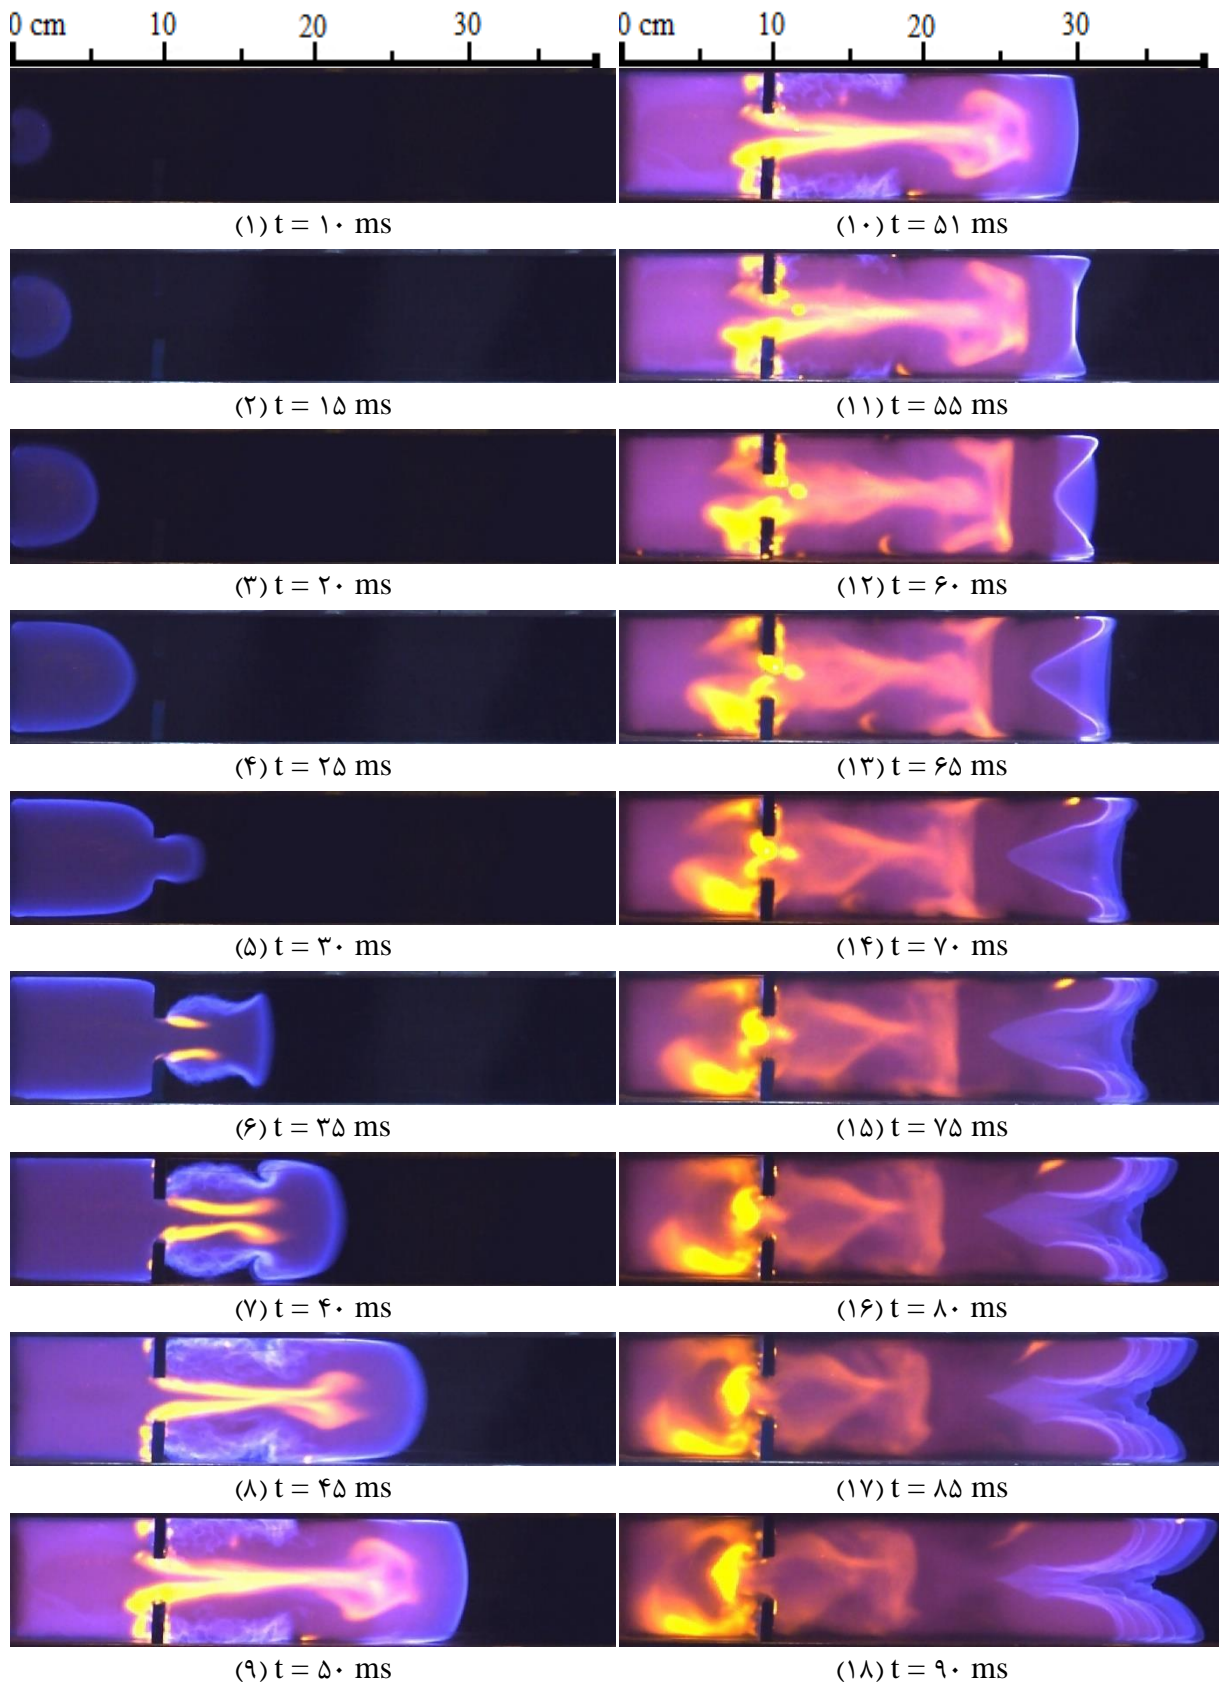 0 cm 10 20 30
(۱) t = ۱۰ ms
(۲) t = ۱۵ ms
(۳) t = ۲۰ ms
(۴) t = ۲۵ ms
(۵) t = ۳۰ ms
(۶) t = ۳۵ ms
(۷) t = ۴۰ ms
(۸) t = ۴۵ ms
(۹) t = ۵۰ ms
0 cm 10 20 30
(۱۰) t = ۵۱ ms
(۱۱) t = ۵۵ ms
(۱۲) t = ۶۰ ms
(۱۳) t = ۶۵ ms
(۱۴) t = ۷۰ ms
(۱۵) t = ۷۵ ms
(۱۶) t = ۸۰ ms
(۱۷) t = ۸۵ ms
(۱۸) t = ۹۰ ms